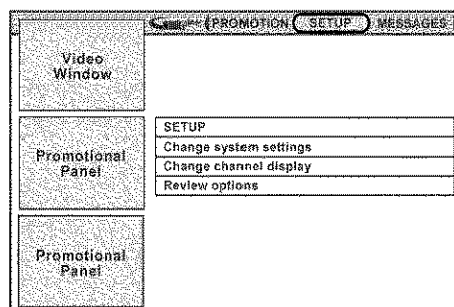 PROMOTION SETUP MESSAGES
Video
Window
SETUP
Change system settings
Change channel display
Review options
Promotional
Panel
Promotional
Panel